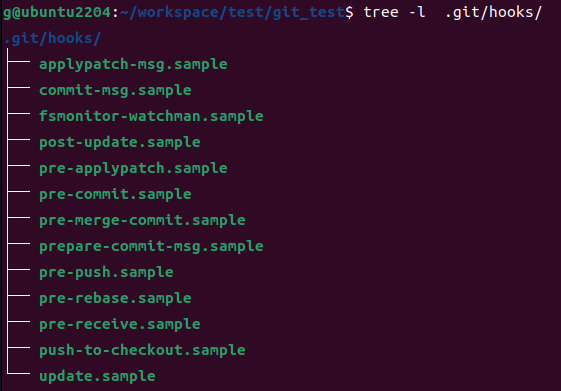 g@ubuntu2204:~/workspace/test/git_test$ tree -l  .git/hooks/
.git/hooks/
├── applypatch-msg.sample
├── commit-msg.sample
├── fsmonitor-watchman.sample
├── post-update.sample
├── pre-applypatch.sample
├── pre-commit.sample
├── pre-merge-commit.sample
├── prepare-commit-msg.sample
├── pre-push.sample
├── pre-rebase.sample
├── pre-receive.sample
├── push-to-checkout.sample
└── update.sample